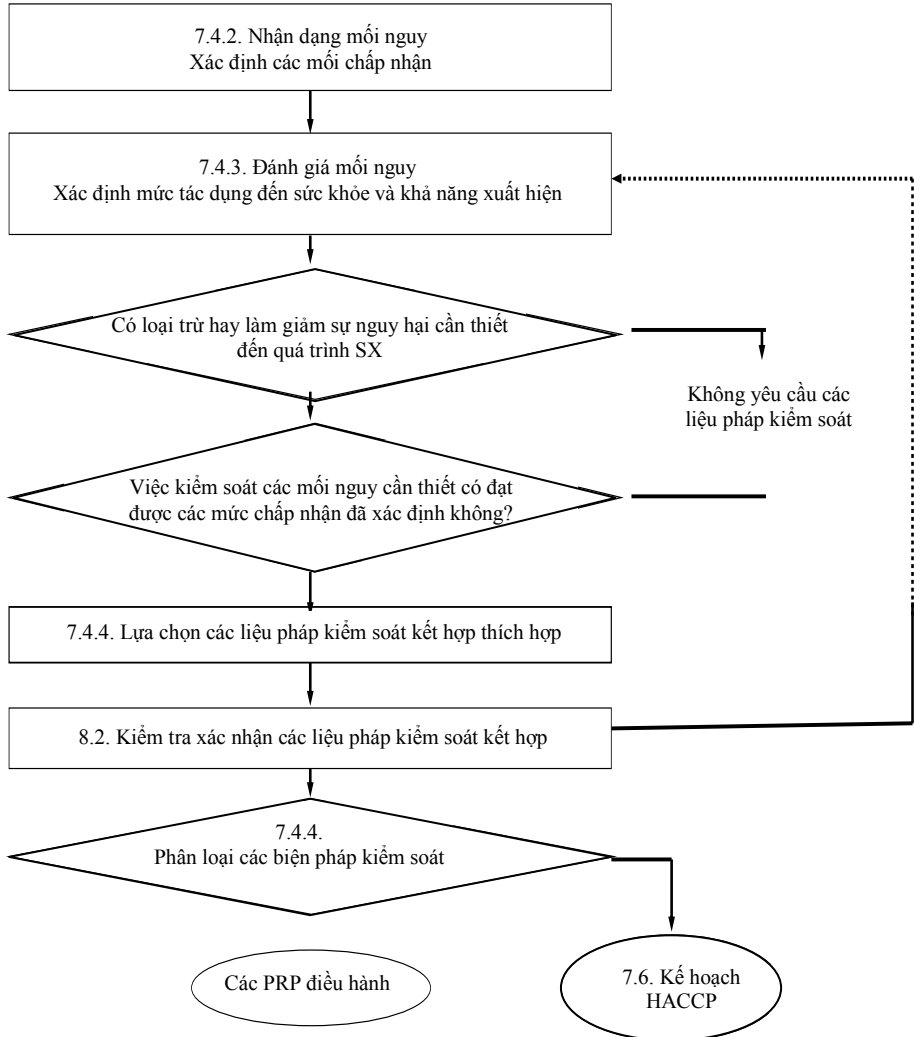 7.4.2. Nhận dạng mối nguy
Xác định các mối chấp nhận
7.4.3. Đánh giá mối nguy
Xác định mức tác dụng đến sức khỏe và khả năng xuất hiện
Có loại trừ hay làm giảm sự nguy hại cần thiết
đến quá trình SX
Không yêu cầu các
liệu pháp kiểm soát
Việc kiểm soát các mối nguy cần thiết có đạt
được các mức chấp nhận đã xác định không?
7.4.4. Lựa chọn các liệu pháp kiểm soát kết hợp thích hợp
8.2. Kiểm tra xác nhận các liệu pháp kiểm soát kết hợp
7.4.4.
Phân loại các biện pháp kiểm soát
Các PRP điều hành
7.6. Kế hoạch
HACCP